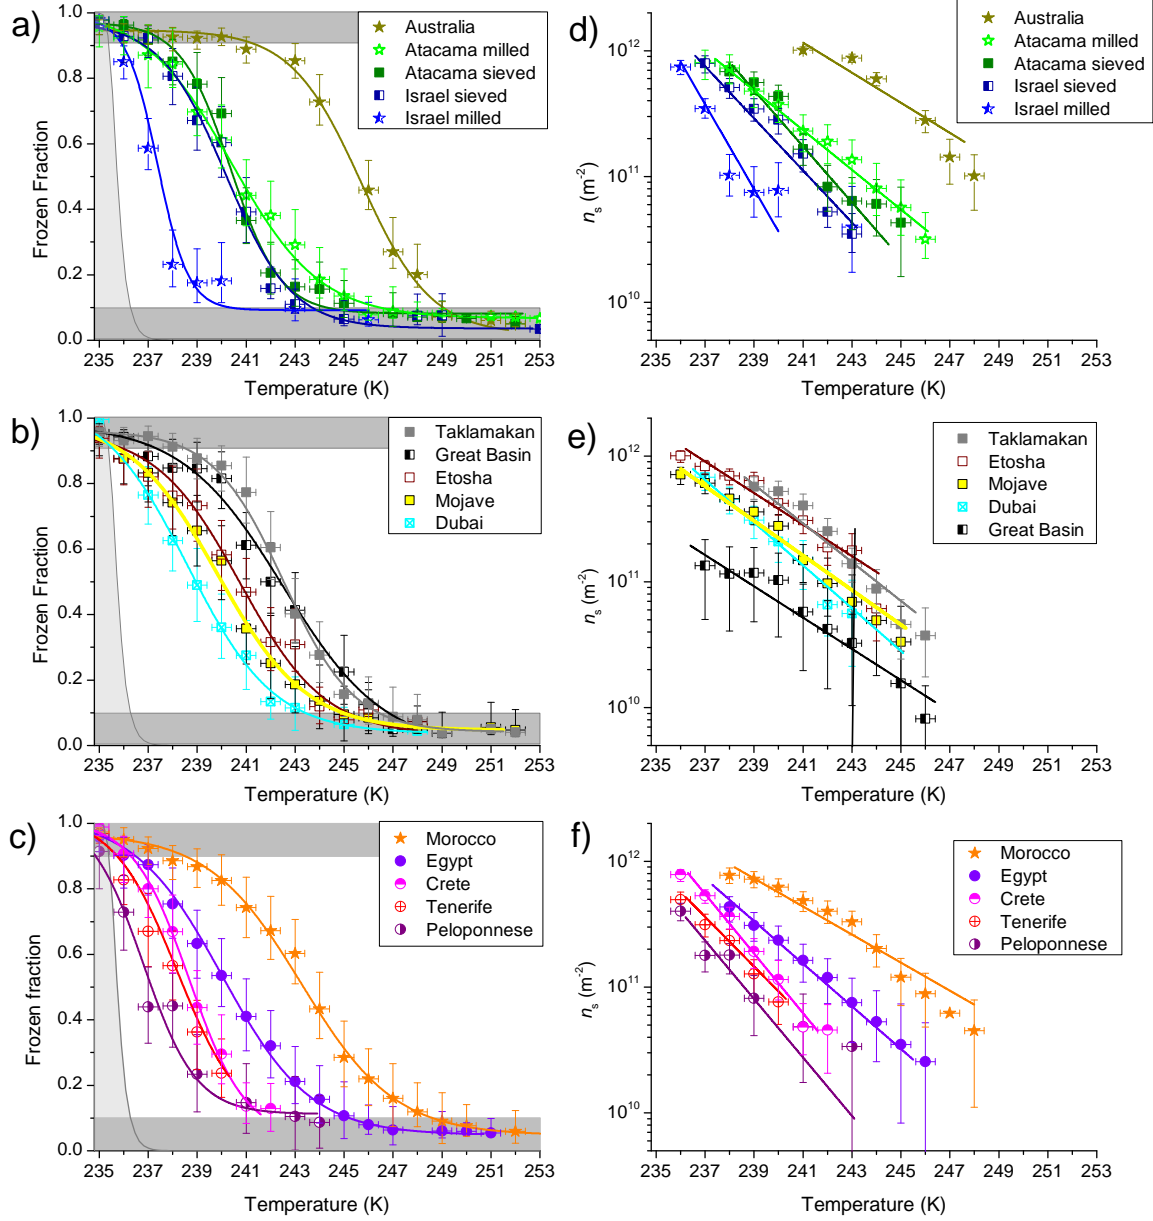 a)
Frozen Fraction
1.0
0.8
0.6
0.4
0.2
0.0
235 237 239 241 243 245 247 249 251 253
Temperature (K)
Australia
Atacama milled
Atacama sieved
Israel sieved
Israel milled
d)
nₛ (m⁻²)
10¹²
10¹¹
10¹⁰
235 237 239 241 243 245 247 249 251 253
Temperature (K)
Australia
Atacama milled
Atacama sieved
Israel sieved
Israel milled
b)
Frozen Fraction
1.0
0.8
0.6
0.4
0.2
0.0
235 237 239 241 243 245 247 249 251 253
Temperature (K)
Taklamakan
Great Basin
Etosha
Mojave
Dubai
e)
nₛ (m⁻²)
10¹²
10¹¹
10¹⁰
235 237 239 241 243 245 247 249 251 253
Temperature (K)
Taklamakan
Etosha
Mojave
Dubai
Great Basin
c)
Frozen fraction
1.0
0.8
0.6
0.4
0.2
0.0
235 237 239 241 243 245 247 249 251 253
Temperature (K)
Morocco
Egypt
Crete
Tenerife
Peloponnese
f)
nₛ (m⁻²)
10¹²
10¹¹
10¹⁰
235 237 239 241 243 245 247 249 251 253
Temperature (K)
Morocco
Egypt
Crete
Tenerife
Peloponnese